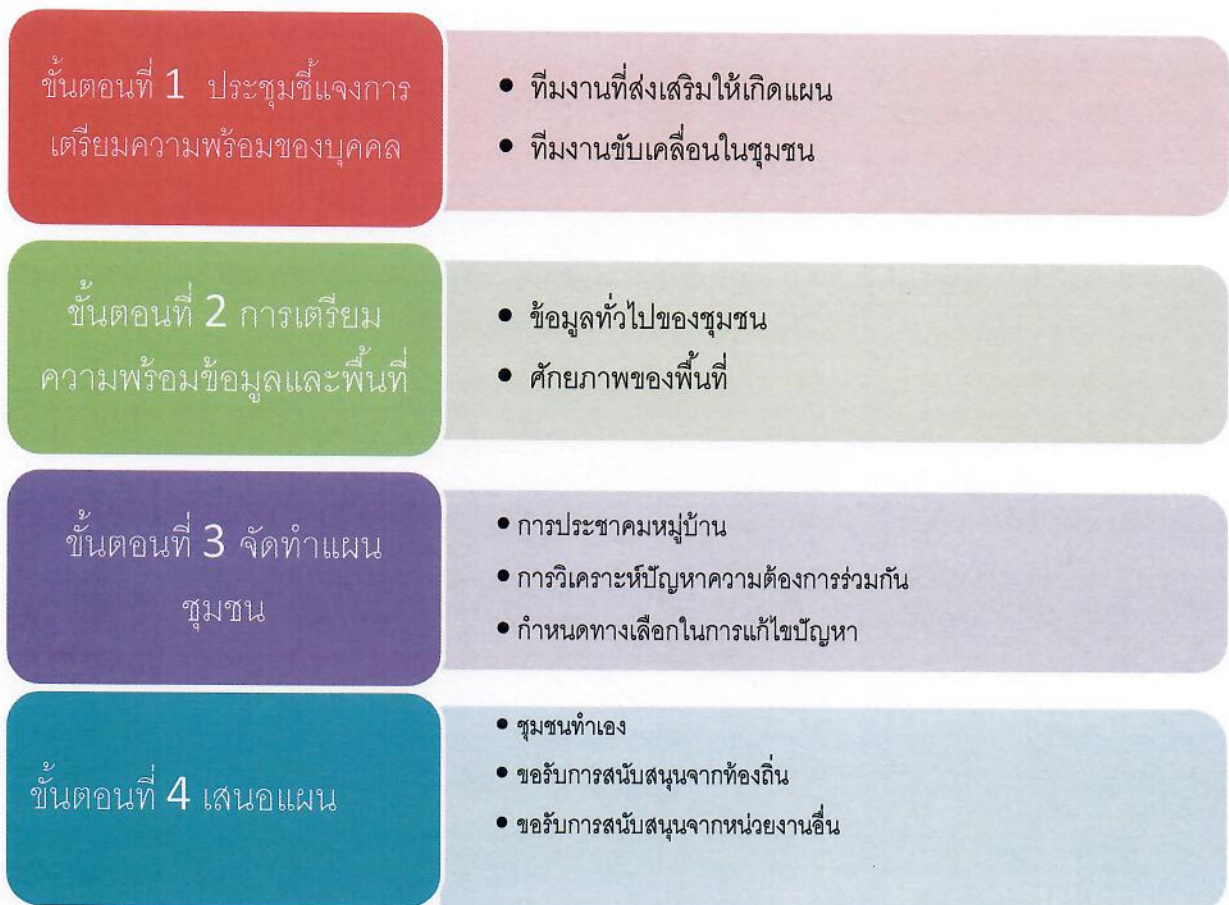 ขั้นตอนที่ 1 ประชุมชี้แจงการ
เตรียมความพร้อมของบุคคล
• ทีมงานที่ส่งเสริมให้เกิดแผน
• ทีมงานขับเคลื่อนในชุมชน
ขั้นตอนที่ 2 การเตรียม
ความพร้อมข้อมูลและพื้นที่
• ข้อมูลทั่วไปของชุมชน
• ศักยภาพของพื้นที่
ขั้นตอนที่ 3 จัดทำแผน
ชุมชน
• การประชาคมหมู่บ้าน
• การวิเคราะห์ปัญหาความต้องการร่วมกัน
• กำหนดทางเลือกในการแก้ไขปัญหา
ขั้นตอนที่ 4 เสนอแผน
• ชุมชนทำเอง
• ขอรับการสนับสนุนจากท้องถิ่น
• ขอรับการสนับสนุนจากหน่วยงานอื่น